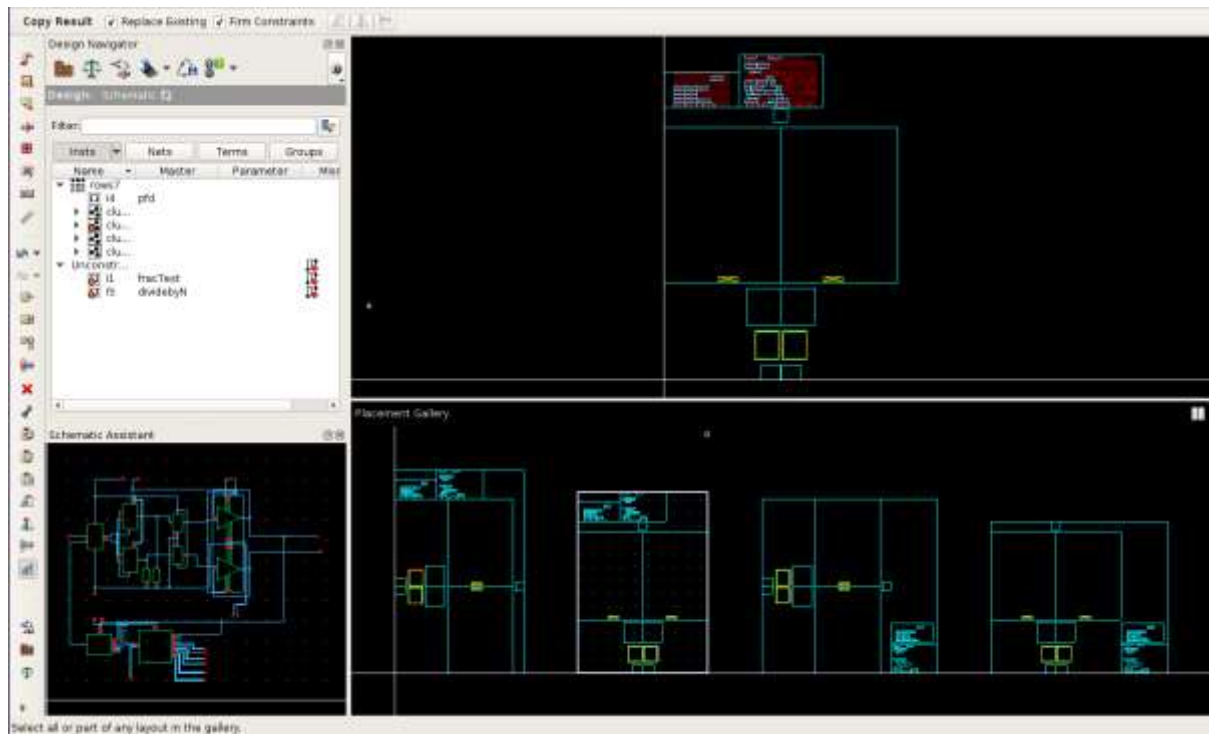 Copy Result ✓ Replace Existing ✓ Firm Constraints
Design Navigator
Design: Schematic
Filter:
Insts Nets Terms Groups
Name Master Parameter
rows7
i4 pfd
clu...
clu...
clu...
clu...
Unconstr...
i1 fracTest
dividebyN
Placement Gallery
Schematic Assistant
Select all or part of any layout in the gallery.